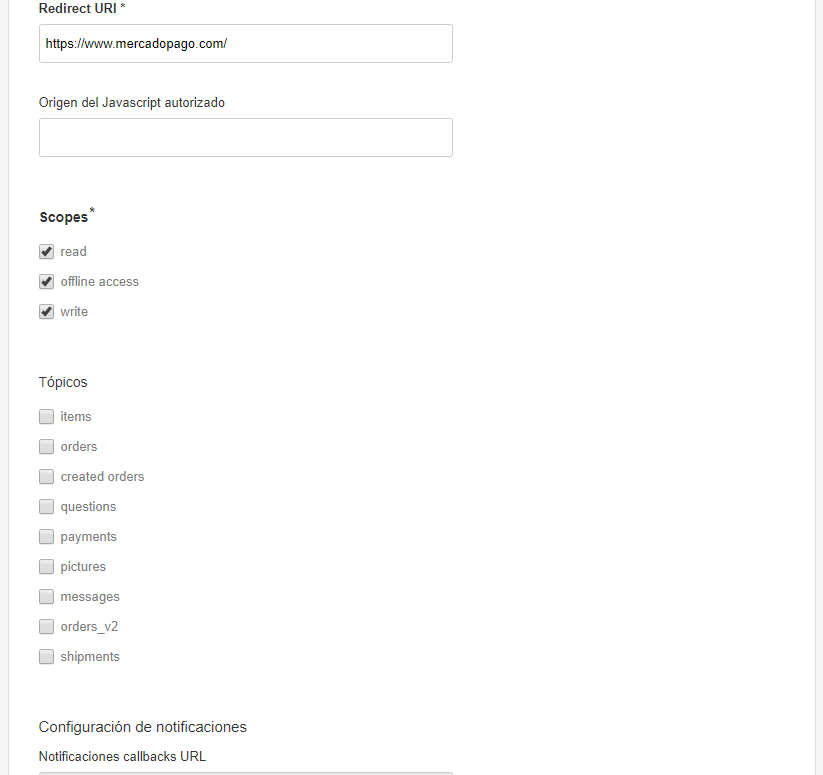 Redirect URI *
https://www.mercadopago.com/
Origen del Javascript autorizado
Scopes*
read
offline access
write
Tópicos
items
orders
created orders
questions
payments
pictures
messages
orders_v2
shipments
Configuración de notificaciones
Notificaciones callbacks URL